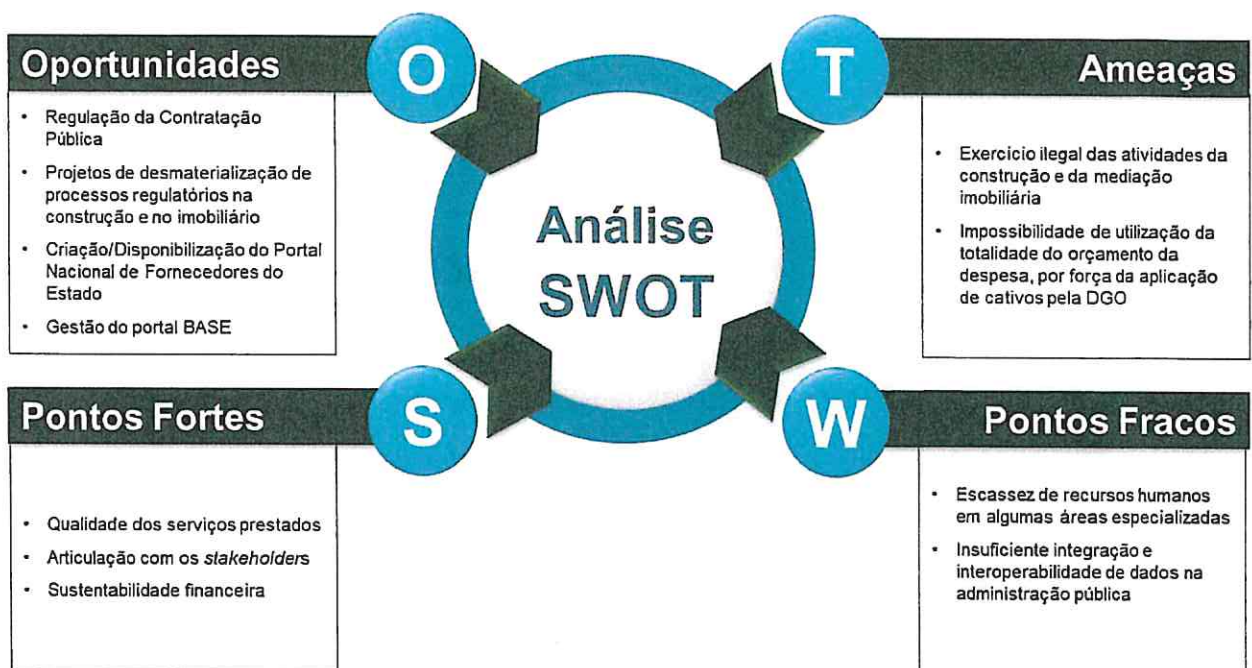 Oportunidades
O
• Regulação da Contratação
Pública
• Projetos de desmaterialização de
processos regulatórios na
construção e no imobiliário
• Criação/Disponibilização do Portal
Nacional de Fornecedores do
Estado
• Gestão do portal BASE
T
Ameaças
• Exercício ilegal das atividades da
construção e da mediação
imobiliária
• Impossibilidade de utilização da
totalidade do orçamento da
despesa, por força da aplicação
de cativos pela DGO
Análise
SWOT
Pontos Fortes
S
• Qualidade dos serviços prestados
• Articulação com os stakeholders
• Sustentabilidade financeira
W
Pontos Fracos
• Escassez de recursos humanos
em algumas áreas especializadas
• Insuficiente integração e
interoperabilidade de dados na
administração pública